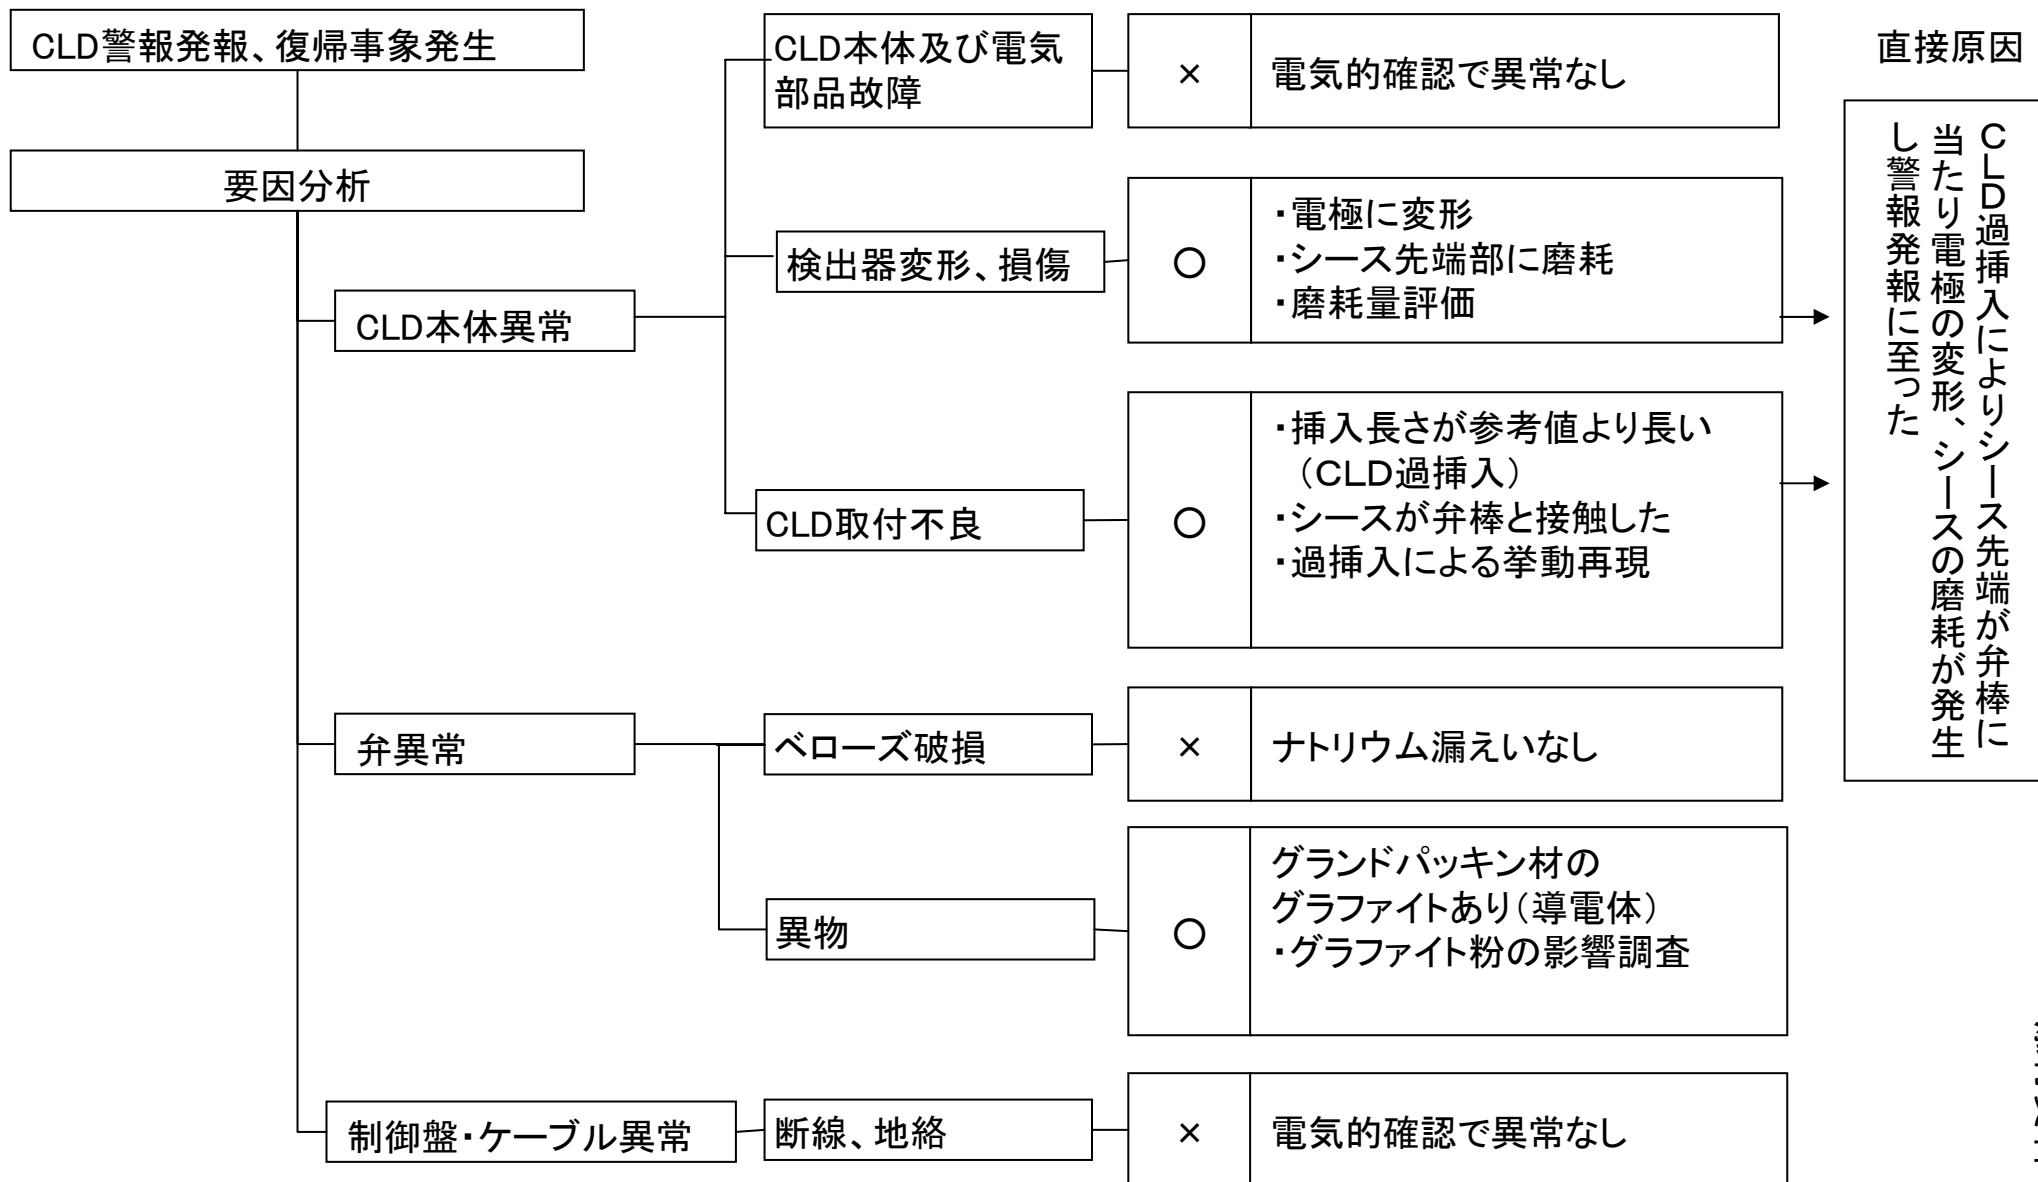 CLD警報発報、復帰事象発生
要因分析
CLD本体異常
CLD本体及び電気
部品故障
×
電気的確認で異常なし
検出器変形、損傷
○
・電極に変形
・シース先端部に磨耗
・磨耗量評価
CLD取付不良
○
・挿入長さが参考値より長い
（CLD過挿入）
・シースが弁棒と接触した
・過挿入による挙動再現
弁異常
ベローズ破損
×
ナトリウム漏えいなし
異物
○
グランドパッキン材の
グラファイトあり（導電体）
・グラファイト粉の影響調査
制御盤・ケーブル異常
断線、地絡
×
電気的確認で異常なし
直接原因
ＣＬＤ過挿入によりシース先端が弁棒に
当たり電極の変形、シースの磨耗が発生
し警報発報に至った